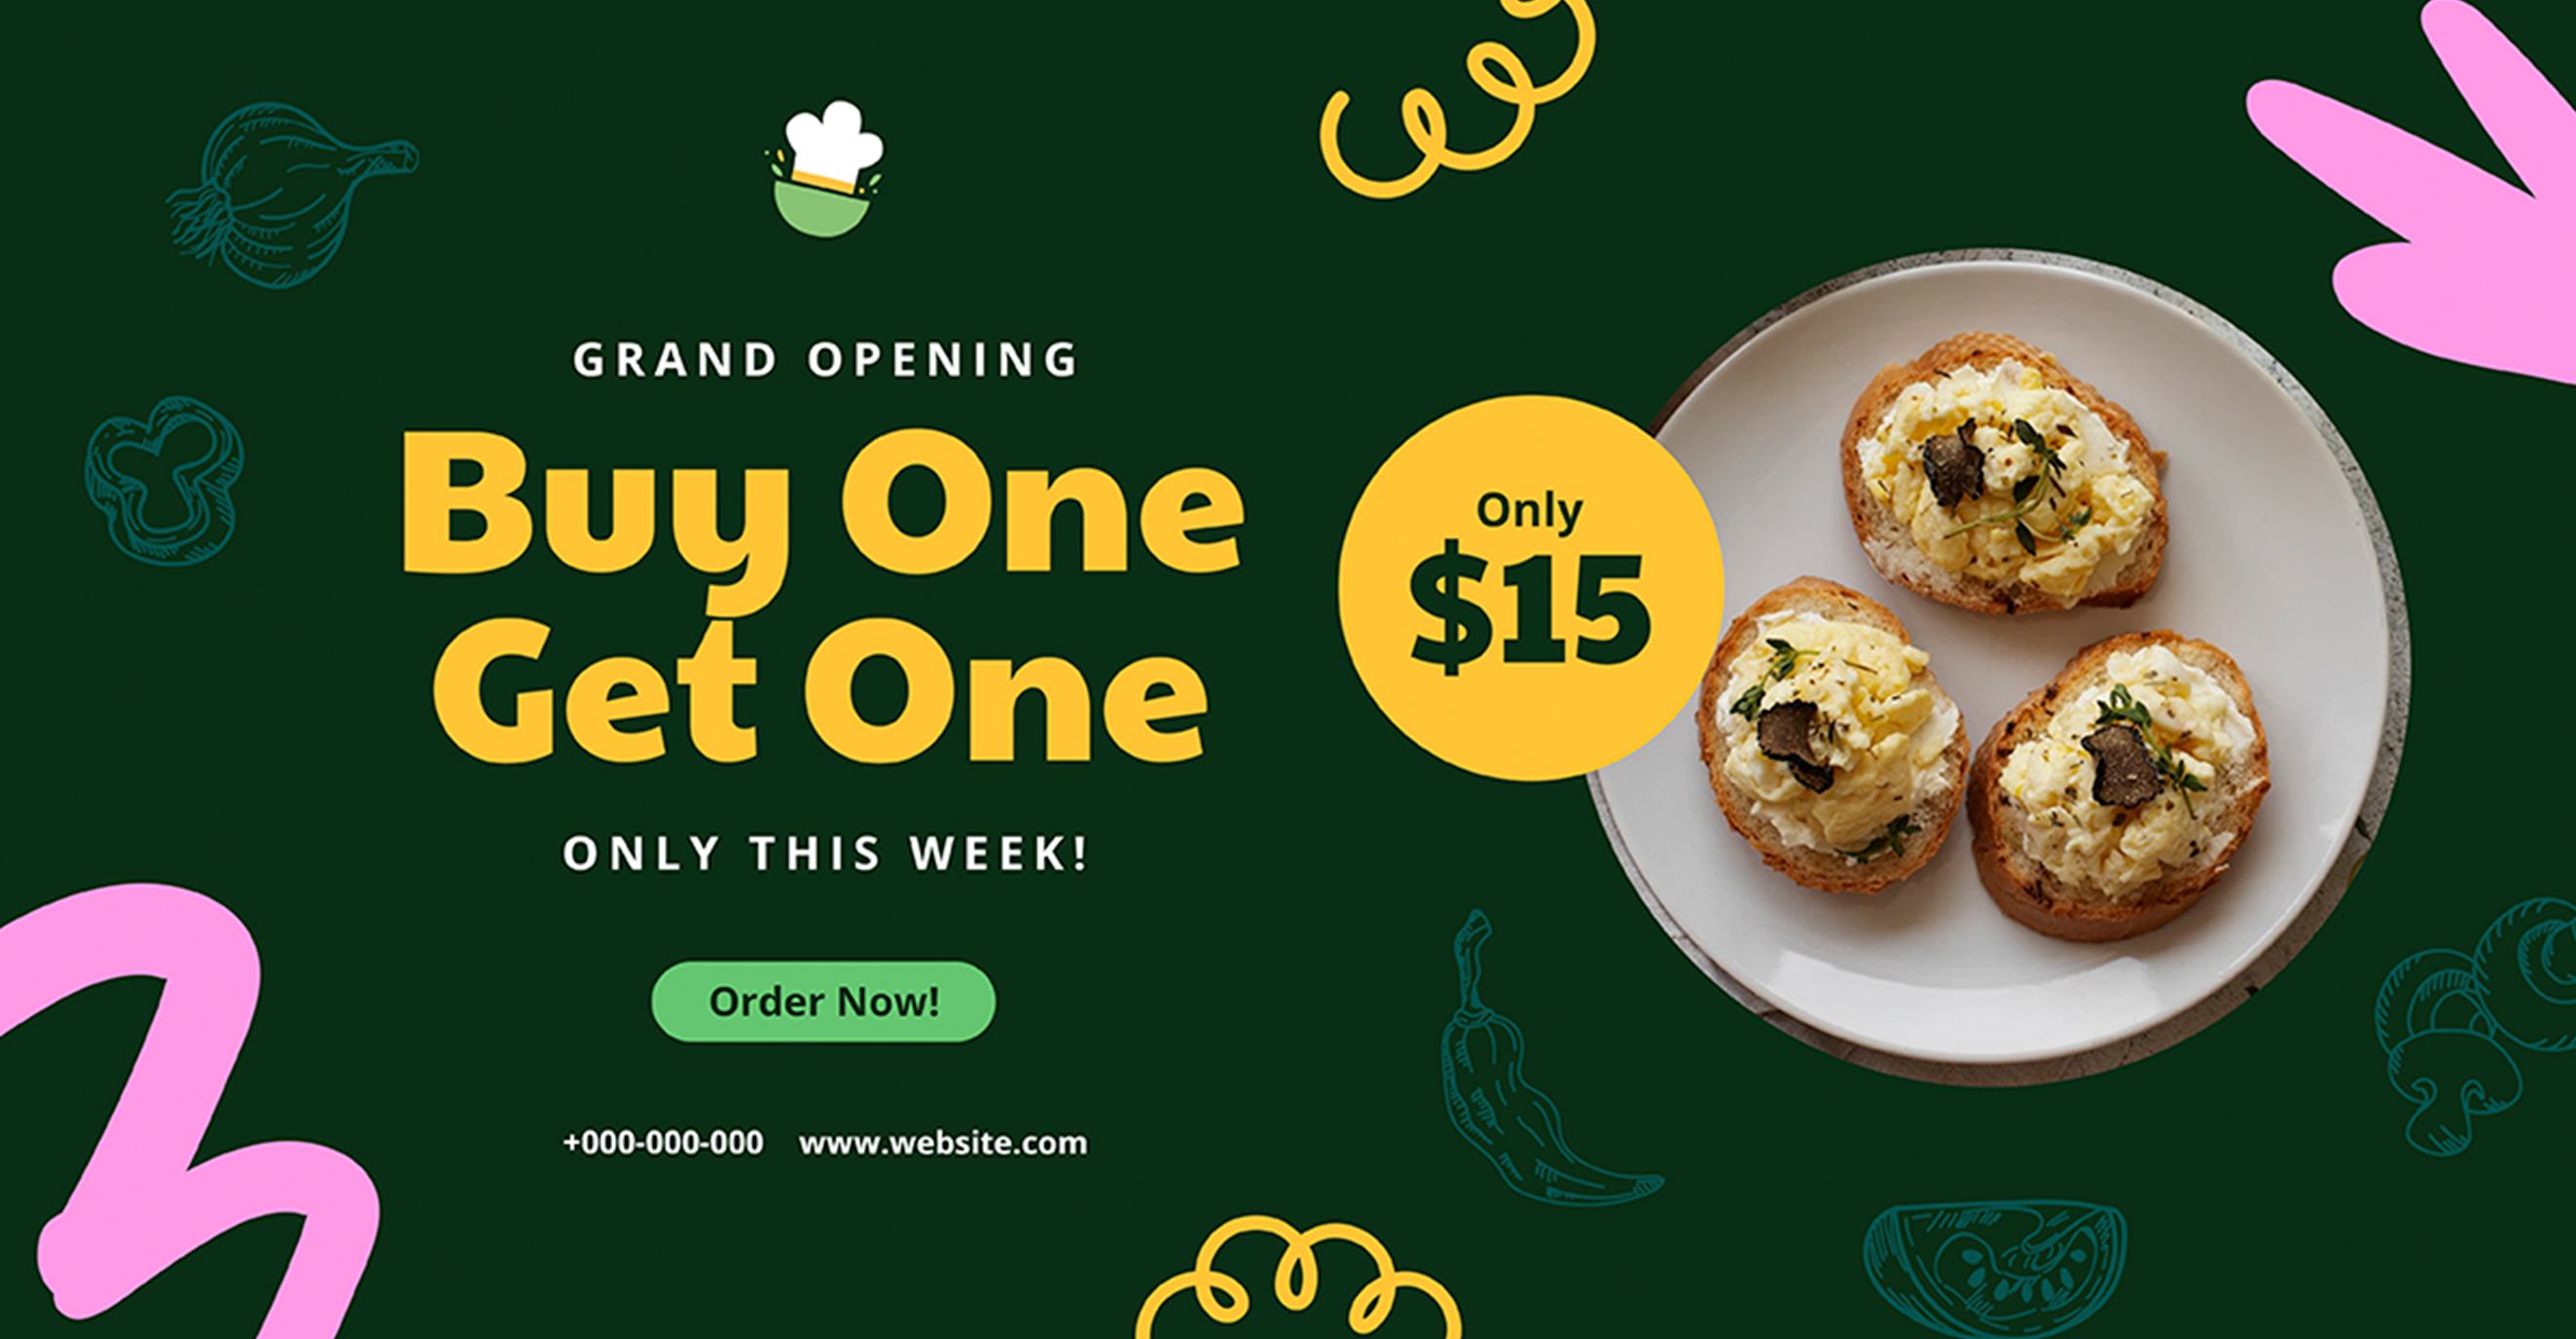 GRAND OPENING
Buy One
Get One
ONLY THIS WEEK!
Order Now!
+000-000-000 www.website.com
Only
$15